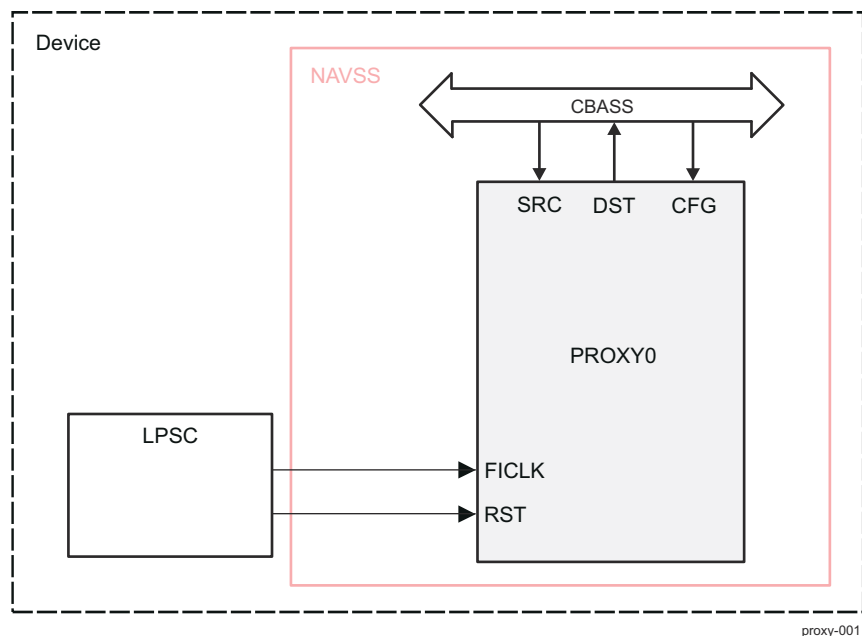 Device
NAVSS
CBASS
SRC DST CFG
PROXY0
LPSC
FICLK
RST
proxy-001